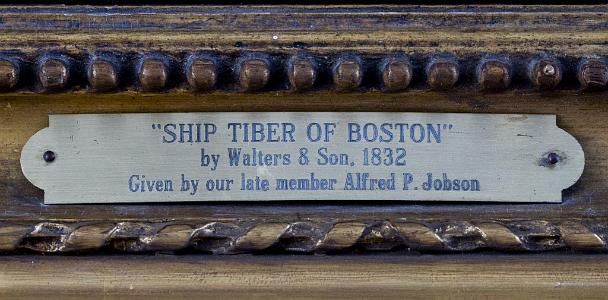 "SHIP TIBER OF BOSTON"
by Walters & Son, 1832
Given by our late member Alfred P. Jobson